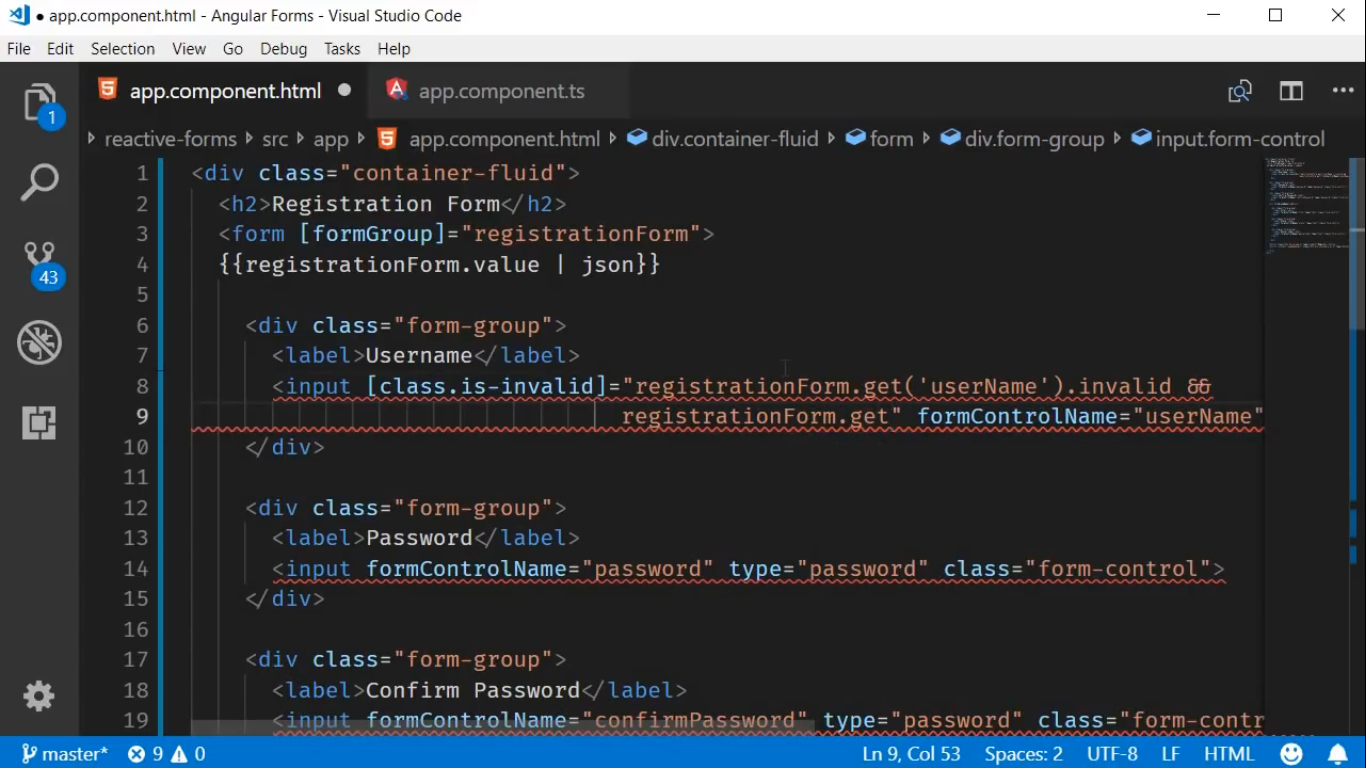 app.component.html - Angular Forms - Visual Studio Code
File Edit Selection View Go Debug Tasks Help
app.component.html app.component.ts
reactive-forms src app app.component.html div.container-fluid form div.form-group input.form-control
1 <div class="container-fluid">
2 <h2>Registration Form</h2>
3 <form [formGroup]="registrationForm">
4 {{registrationForm.value | json}}
5
6 <div class="form-group">
7 <label>Username</label>
8 <input [class.is-invalid]="registrationForm.get('userName').invalid &&
9 registrationForm.get" formControlName="userName"
10 </div>
11
12 <div class="form-group">
13 <label>Password</label>
14 <input formControlName="password" type="password" class="form-control">
15 </div>
16
17 <div class="form-group">
18 <label>Confirm Password</label>
19 <input formControlName="confirmPassword" type="password" class="form-contr
1
43
master* 9 0 Ln 9, Col 53 Spaces: 2 UTF-8 LF HTML